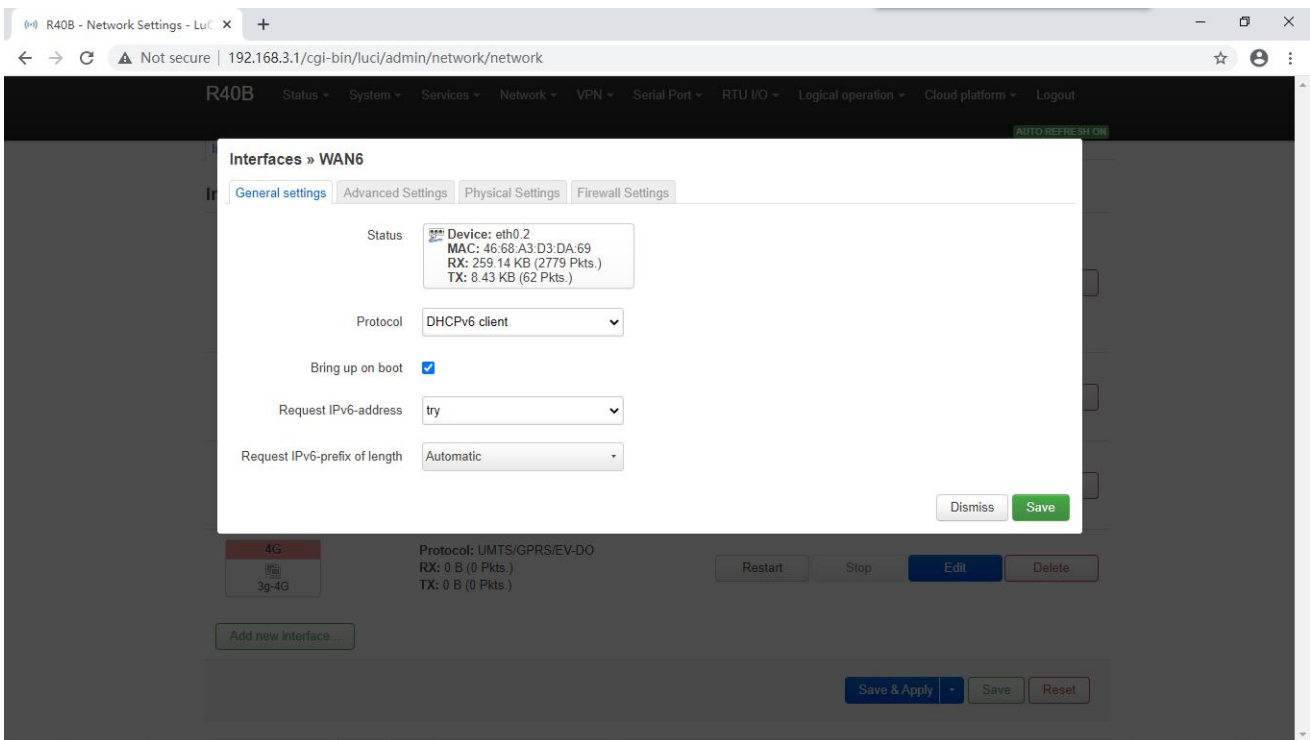 R40B - Network Settings - LuC
Not secure | 192.168.3.1/cgi-bin/luci/admin/network/network
R40B Status System Services Network VPN Serial Port RTU I/O Logical operation Cloud platform Logout
AUTO REFRESH ON
Interfaces » WAN6
General settings Advanced Settings Physical Settings Firewall Settings
Status
Device: eth0.2
MAC: 46:68:A3:D3:DA:69
RX: 259.14 KB (2779 Pkts.)
TX: 8.43 KB (62 Pkts.)
Protocol DHCPv6 client
Bring up on boot
Request IPv6-address try
Request IPv6-prefix of length Automatic
Dismiss Save
4G
3g-4G
Protocol: UMTS/GPRS/EV-DO
RX: 0 B (0 Pkts.)
TX: 0 B (0 Pkts.)
Restart Stop Edit Delete
Add new interface...
Save & Apply Save Reset